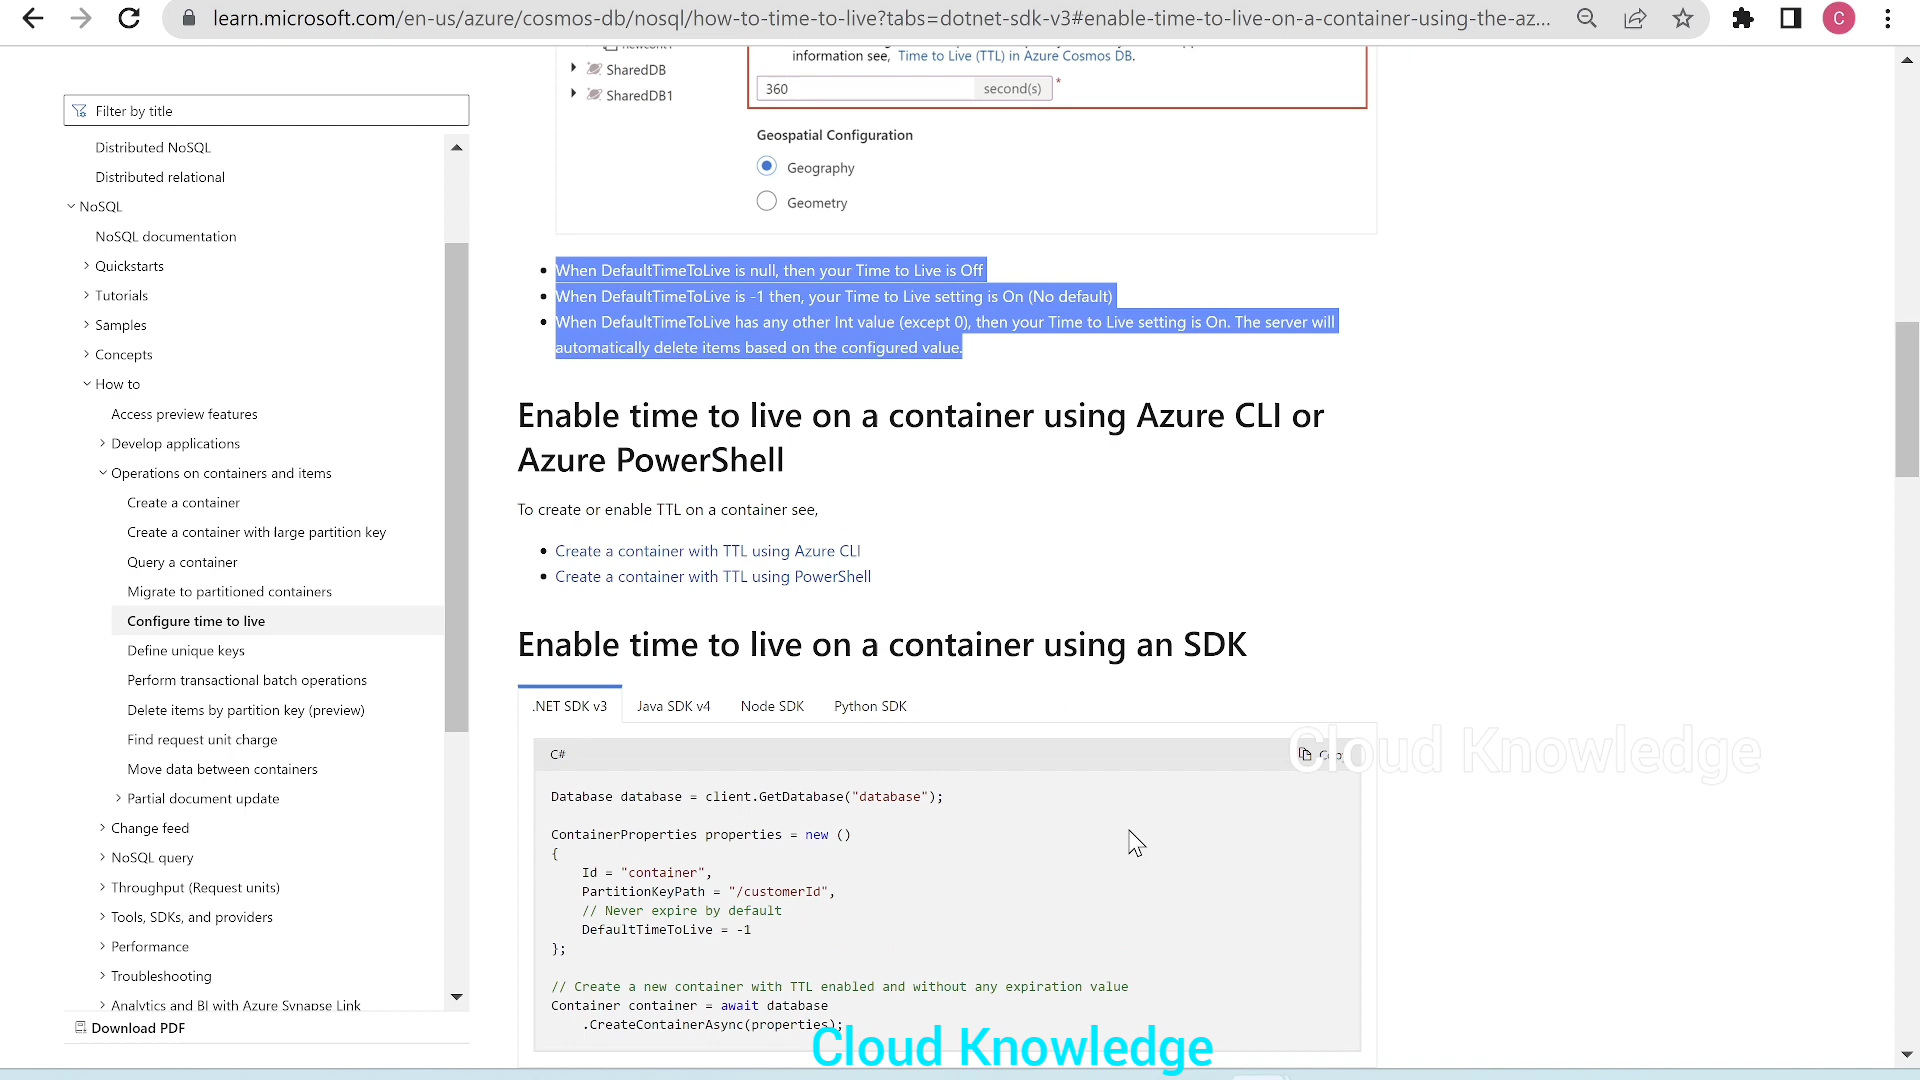 learn.microsoft.com/en-us/azure/cosmos-db/nosql/how-to-time-to-live?tabs=dotnet-sdk-v3#enable-time-to-live-on-a-container-using-the-az...
C
Filter by title
Distributed NoSQL
Distributed relational
NoSQL
NoSQL documentation
Quickstarts
Tutorials
Samples
Concepts
How to
Access preview features
Develop applications
Operations on containers and items
Create a container
Create a container with large partition key
Query a container
Migrate to partitioned containers
Configure time to live
Define unique keys
Perform transactional batch operations
Delete items by partition key (preview)
Find request unit charge
Move data between containers
Partial document update
Change feed
NoSQL query
Throughput (Request units)
Tools, SDKs, and providers
Performance
Troubleshooting
Analytics and BI with Azure Synapse Link
Download PDF
SharedDB
SharedDB1
information see, Time to Live (TTL) in Azure Cosmos DB.
360 second(s) *
Geospatial Configuration
Geography
Geometry
• When DefaultTimeToLive is null, then your Time to Live is Off
• When DefaultTimeToLive is -1 then, your Time to Live setting is On (No default)
• When DefaultTimeToLive has any other Int value (except 0), then your Time to Live setting is On. The server will
automatically delete items based on the configured value.
Enable time to live on a container using Azure CLI or
Azure PowerShell
To create or enable TTL on a container see,
• Create a container with TTL using Azure CLI
• Create a container with TTL using PowerShell
Enable time to live on a container using an SDK
.NET SDK v3 Java SDK v4 Node SDK Python SDK
C# Copy
Database database = client.GetDatabase("database");
ContainerProperties properties = new ()
{
Id = "container",
PartitionKeyPath = "/customerId",
// Never expire by default
DefaultTimeToLive = -1
};
// Create a new container with TTL enabled and without any expiration value
Container container = await database
.CreateContainerAsync(properties);
Cloud Knowledge
Cloud Knowledge